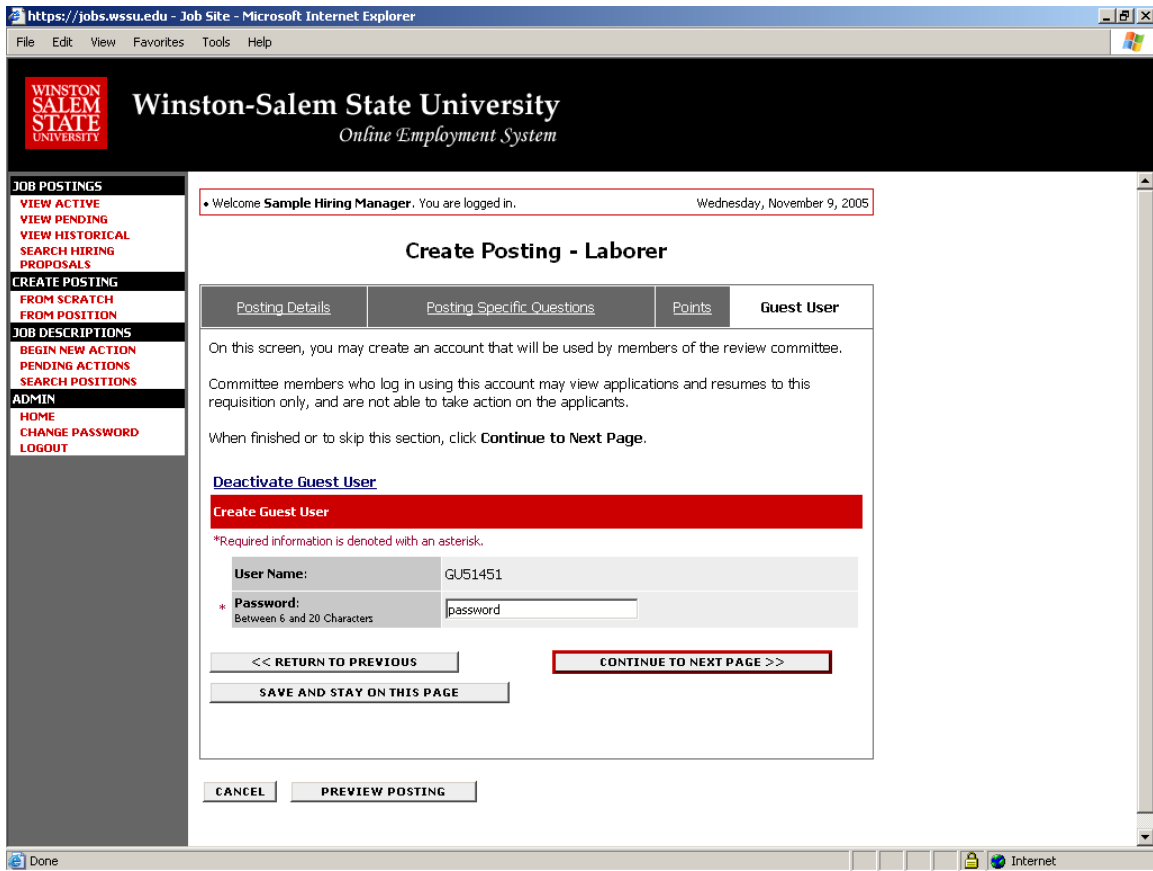 https://jobs.wssu.edu - Job Site - Microsoft Internet Explorer
File Edit View Favorites Tools Help
WINSTON
SALEM
STATE
UNIVERSITY
Winston-Salem State University
Online Employment System
JOB POSTINGS
VIEW ACTIVE
VIEW PENDING
VIEW HISTORICAL
SEARCH HIRING
PROPOSALS
CREATE POSTING
FROM SCRATCH
FROM POSITION
JOB DESCRIPTIONS
BEGIN NEW ACTION
PENDING ACTIONS
SEARCH POSITIONS
ADMIN
HOME
CHANGE PASSWORD
LOGOUT
• Welcome Sample Hiring Manager. You are logged in. Wednesday, November 9, 2005
Create Posting - Laborer
Posting Details Posting Specific Questions Points Guest User
On this screen, you may create an account that will be used by members of the review committee.
Committee members who log in using this account may view applications and resumes to this
requisition only, and are not able to take action on the applicants.
When finished or to skip this section, click Continue to Next Page.
Deactivate Guest User
Create Guest User
*Required information is denoted with an asterisk.
User Name: GU51451
* Password: password
Between 6 and 20 Characters
<< RETURN TO PREVIOUS CONTINUE TO NEXT PAGE >>
SAVE AND STAY ON THIS PAGE
CANCEL PREVIEW POSTING
Done Internet